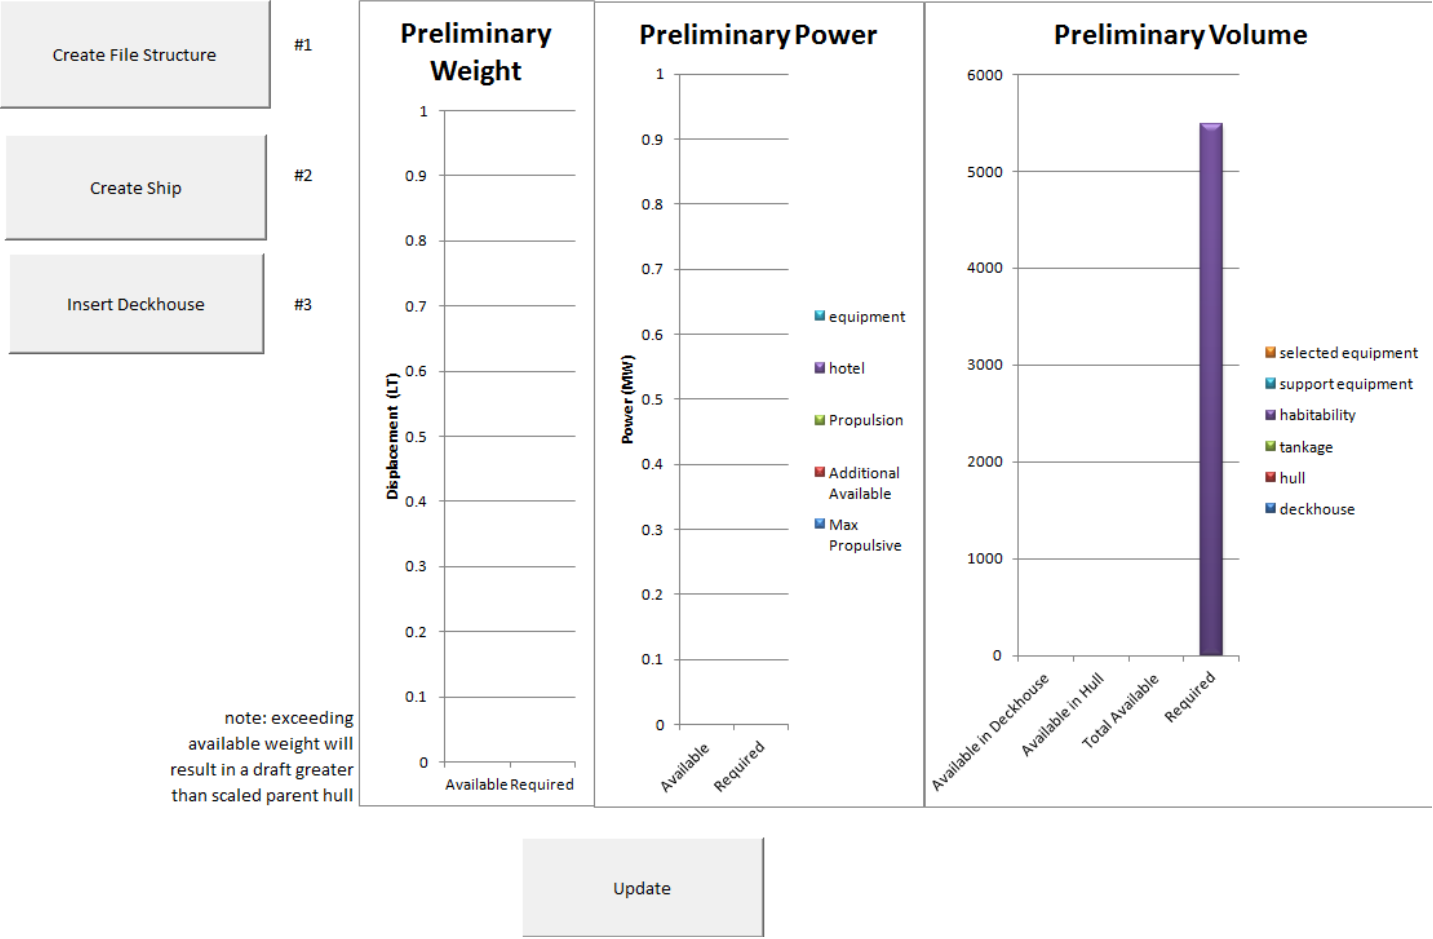 Create File Structure
#1
Create Ship
#2
Insert Deckhouse
#3
note: exceeding
available weight will
result in a draft greater
than scaled parent hull
Preliminary
Weight
Displacement (LT)
1
0.9
0.8
0.7
0.6
0.5
0.4
0.3
0.2
0.1
0
Available Required
Preliminary Power
Power (MW)
1
0.9
0.8
0.7
0.6
0.5
0.4
0.3
0.2
0.1
0
Available
Required
equipment
hotel
Propulsion
Additional
Available
Max
Propulsive
Preliminary Volume
6000
5000
4000
3000
2000
1000
0
Available in Deckhouse
Available in Hull
Total Available
Required
selected equipment
support equipment
habitability
tankage
hull
deckhouse
Update